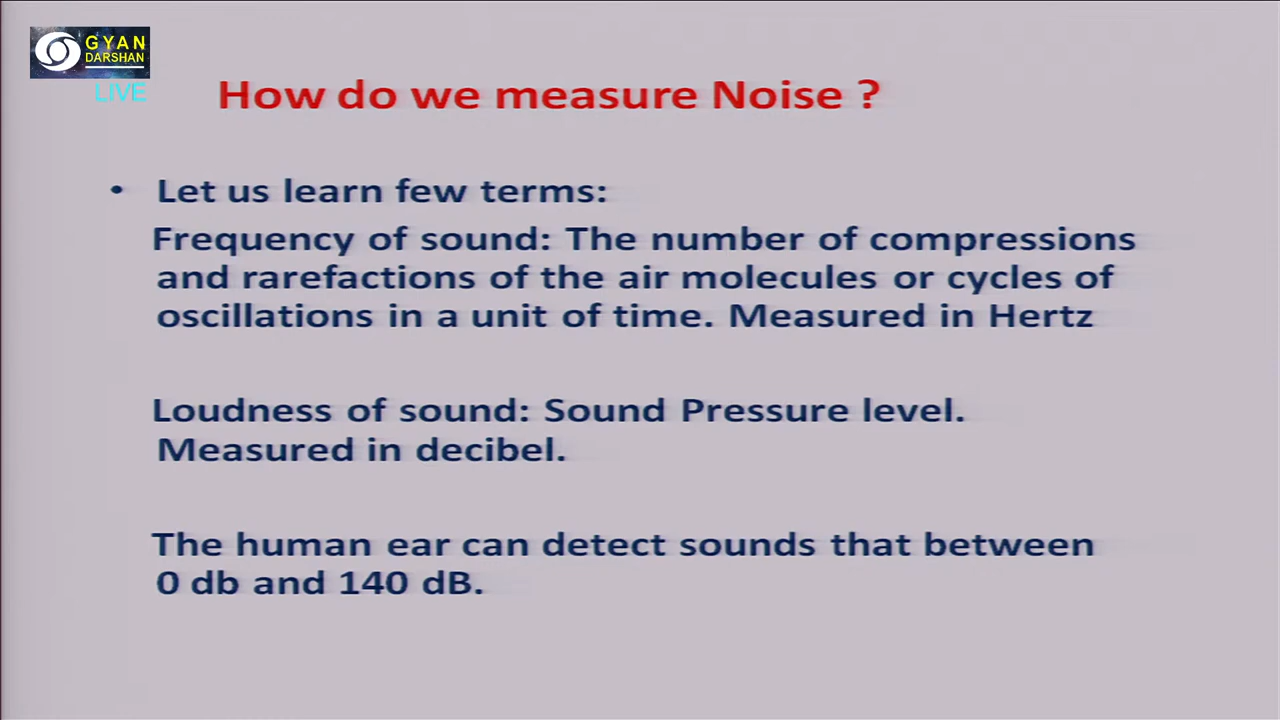 GYAN
DARSHAN
LIVE
How do we measure Noise ?
• Let us learn few terms:
Frequency of sound: The number of compressions
and rarefactions of the air molecules or cycles of
oscillations in a unit of time. Measured in Hertz
Loudness of sound: Sound Pressure level.
Measured in decibel.
The human ear can detect sounds that between
0 db and 140 dB.